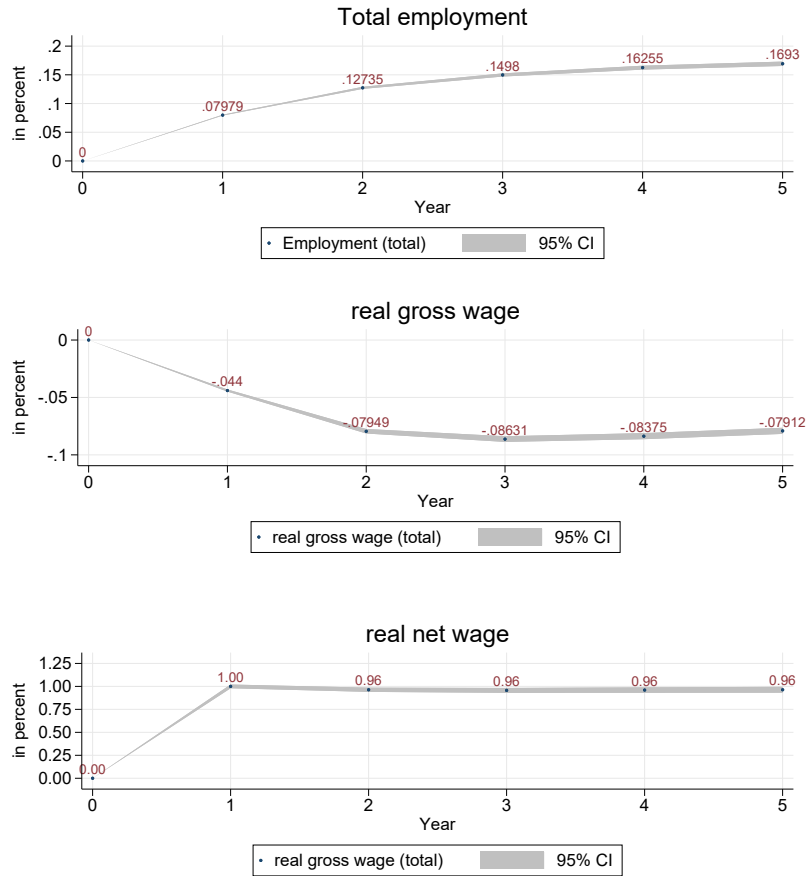 Total employment
in percent
.2
.15
.1
.05
0
0
.07979
.12735
.1498
.16255
.1693
0 1 2 3 4 5
Year
Employment (total) 95% CI
real gross wage
in percent
0
-.05
-.1
0
-.044
-.07949
-.08631
-.08375
-.07912
0 1 2 3 4 5
Year
real gross wage (total) 95% CI
real net wage
in percent
1.25
1.00
0.75
0.50
0.25
0.00
0.00
1.00
0.96
0.96
0.96
0.96
0 1 2 3 4 5
Year
real gross wage (total) 95% CI